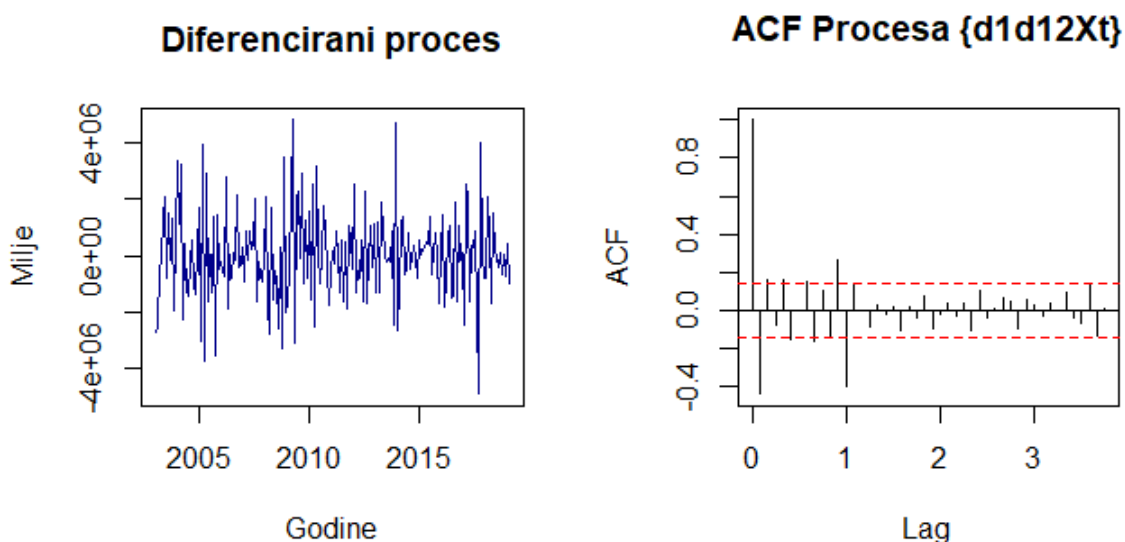 Diferencirani proces
Milje
4e+06
0e+00
-4e+06
2005 2010 2015
Godine
ACF Procesa {d1d12Xt}
ACF
0.8
0.4
0.0
-0.4
0 1 2 3
Lag